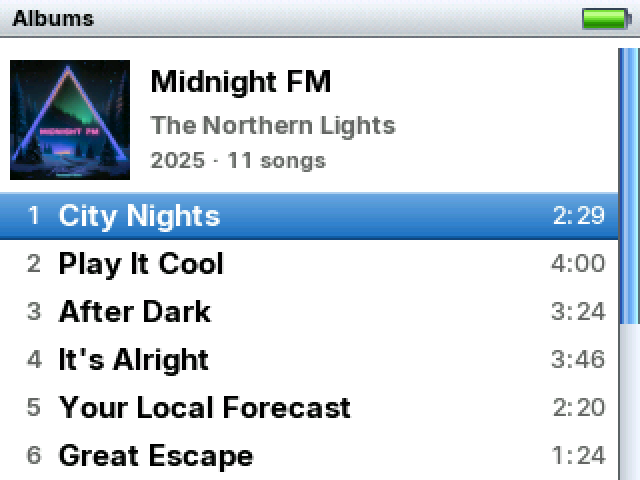 Albums
MIDNIGHT FM
Midnight FM
The Northern Lights
2025 · 11 songs
1 City Nights 2:29
2 Play It Cool 4:00
3 After Dark 3:24
4 It's Alright 3:46
5 Your Local Forecast 2:20
6 Great Escape 1:24